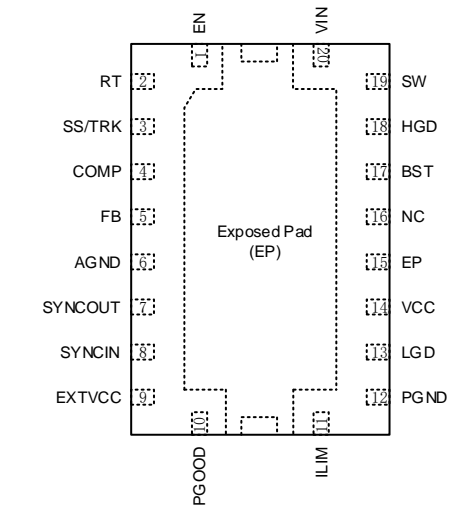 EN
VIN
1
20
RT 2
19 SW
SS/TRK 3
18 HGD
COMP 4
17 BST
FB 5
16 NC
Exposed Pad
(EP)
AGND 6
15 EP
SYNCOUT 7
14 VCC
SYNCIN 8
13 LGD
EXTVCC 9
12 PGND
10
11
PGOOD
ILIM